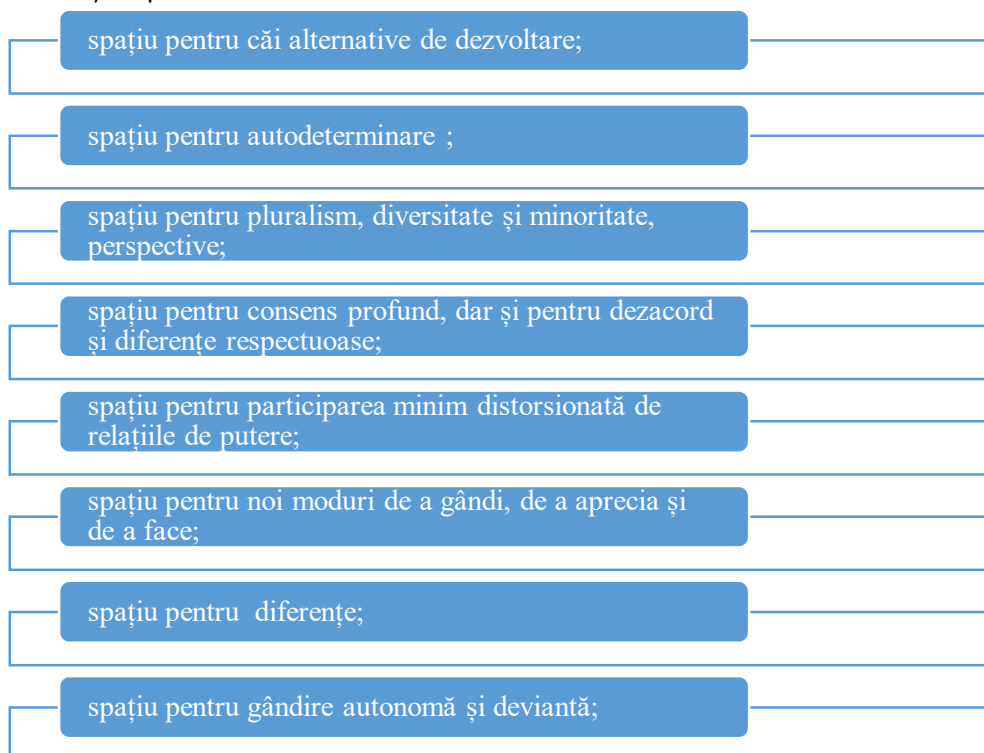 spațiu pentru căi alternative de dezvoltare;
spațiu pentru autodeterminare ;
spațiu pentru pluralism, diversitate și minoritate,
perspective;
spațiu pentru consens profund, dar și pentru dezacord
și diferențe respectuoase;
spațiu pentru participarea minim distorsionată de
relațiile de putere;
spațiu pentru noi moduri de a gândi, de a aprecia și
de a face;
spațiu pentru  diferențe;
spațiu pentru gândire autonomă și deviantă;